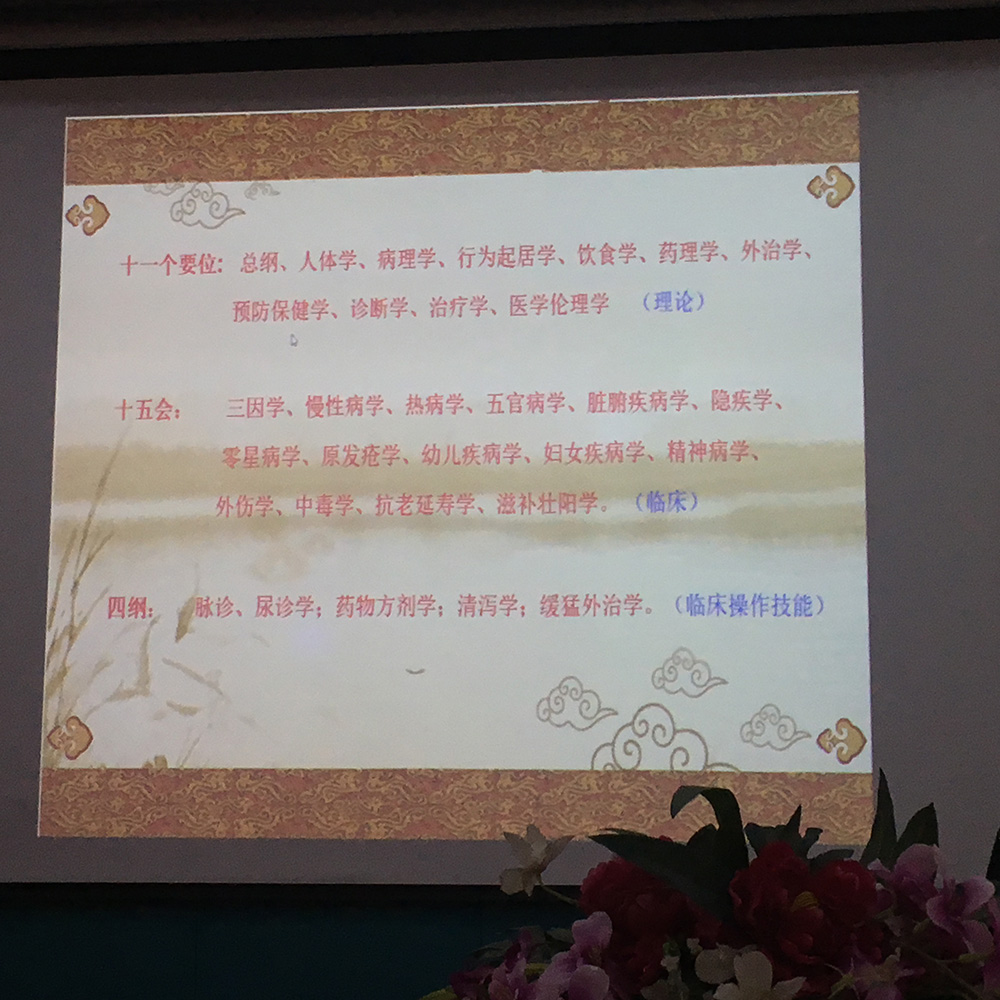 十一个要位：总纲、人体学、病理学、行为起居学、饮食学、药理学、外治学、
预防保健学、诊断学、治疗学、医学伦理学 （理论）
十五会： 三因学、慢性病学、热病学、五官病学、脏腑疾病学、隐疾学、
零星病学、原发疮学、幼儿疾病学、妇女疾病学、精神病学、
外伤学、中毒学、抗老延寿学、滋补壮阳学。（临床）
四纲： 脉诊、尿诊学；药物方剂学；清泻学；缓猛外治学。（临床操作技能）